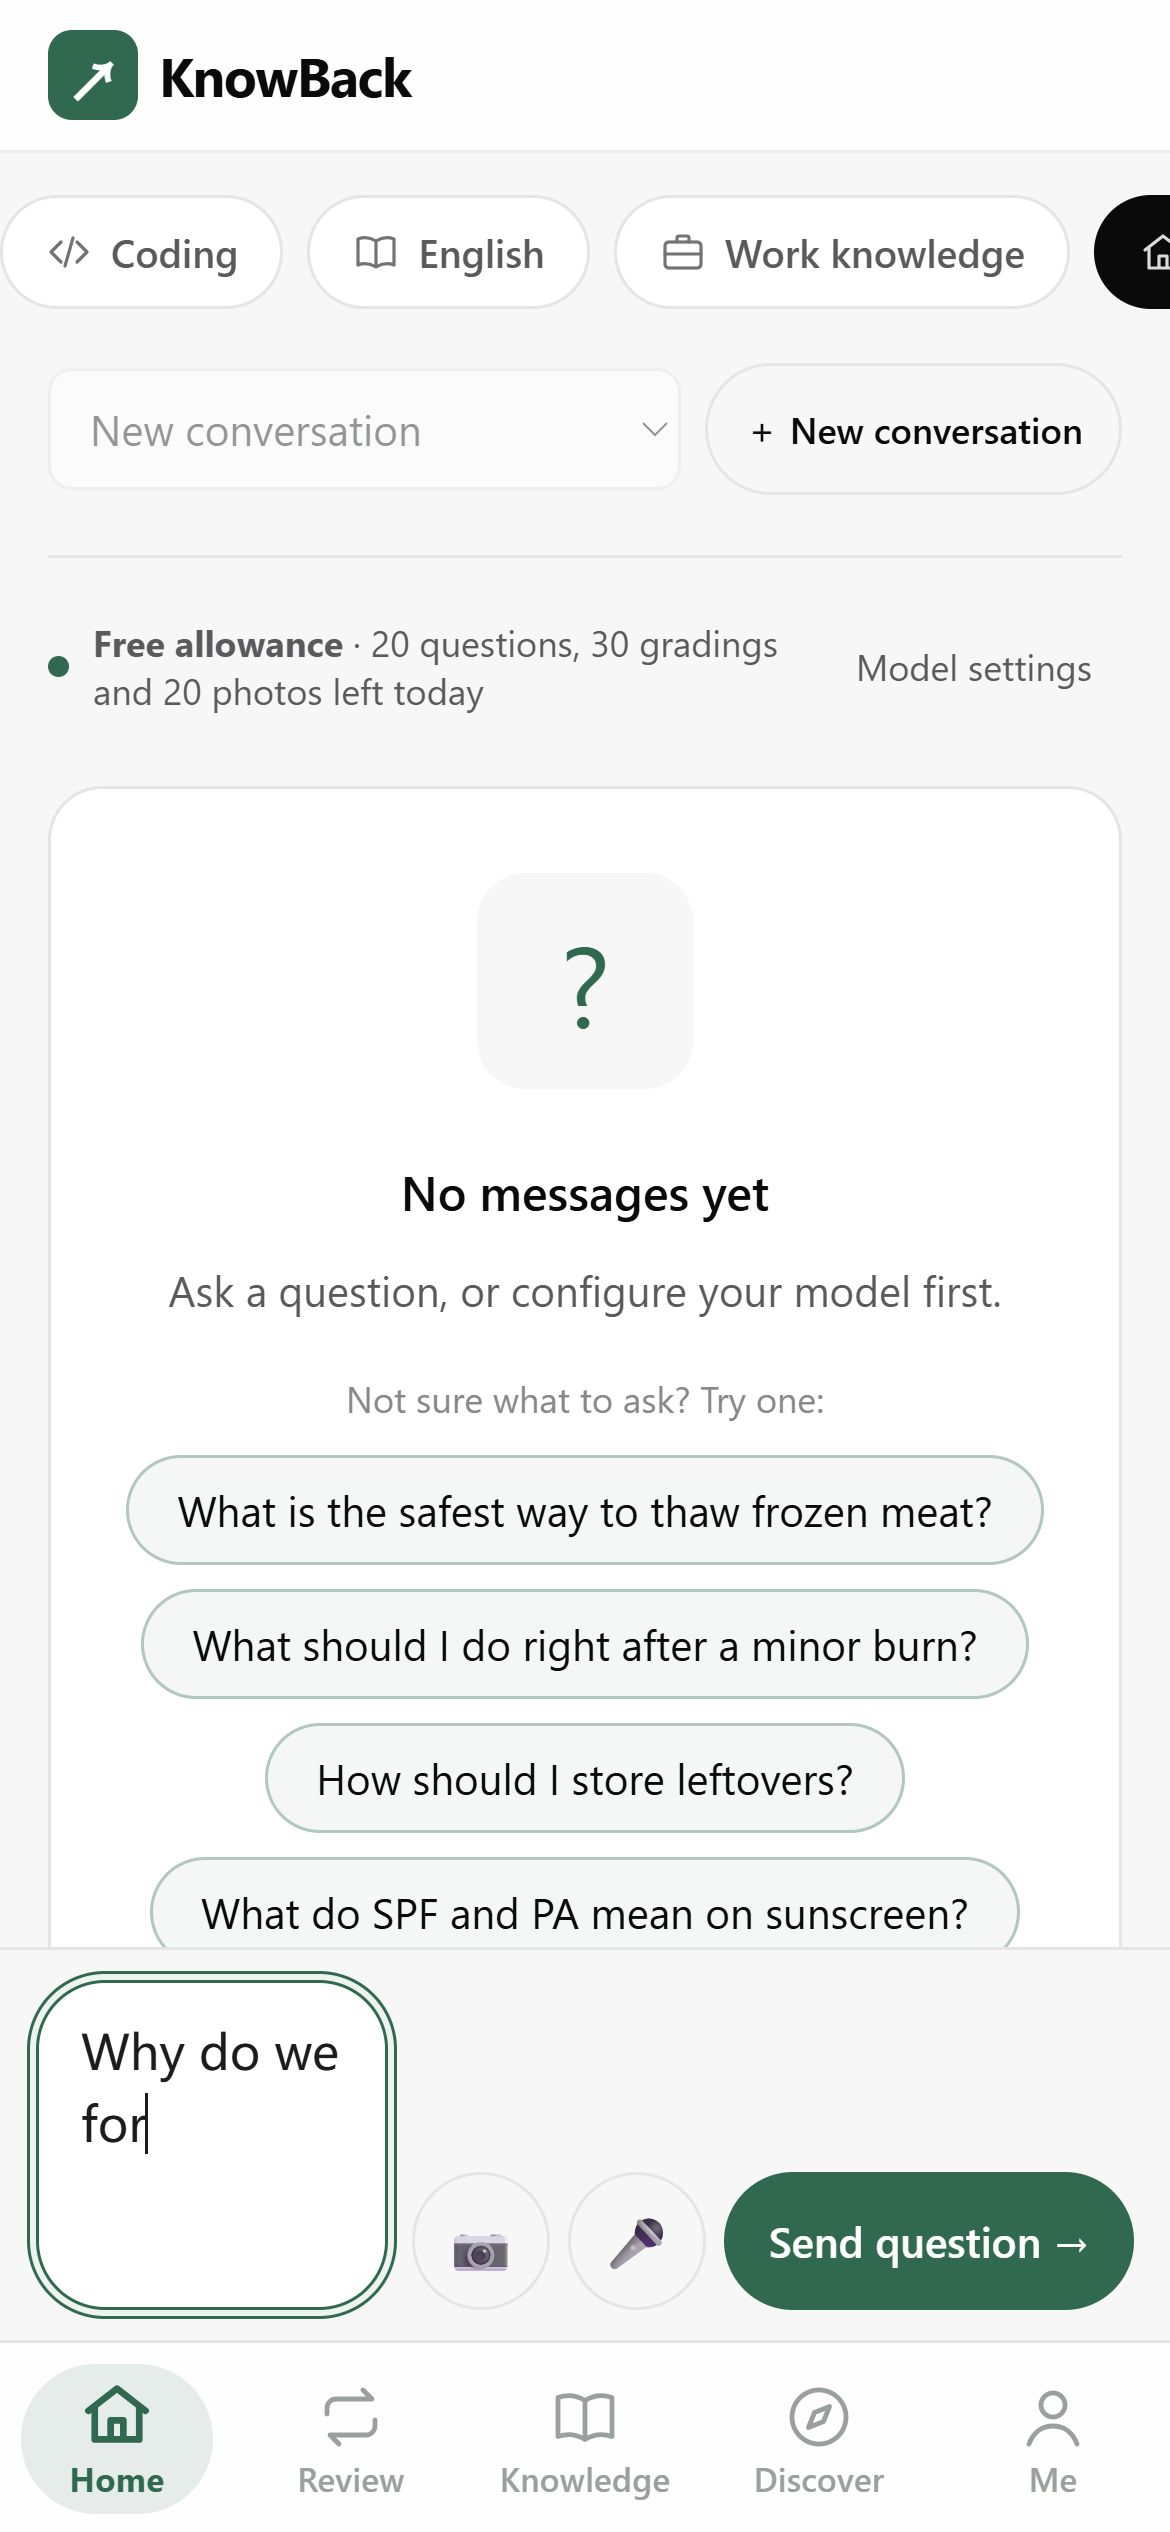 KnowBack
Coding
English
Work knowledge
New conversation
+ New conversation
Free allowance · 20 questions, 30 gradings
and 20 photos left today
Model settings
?
No messages yet
Ask a question, or configure your model first.
Not sure what to ask? Try one:
What is the safest way to thaw frozen meat?
What should I do right after a minor burn?
How should I store leftovers?
What do SPF and PA mean on sunscreen?
Why do we
for
Send question →
Home
Review
Knowledge
Discover
Me